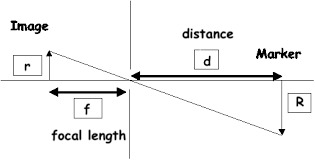 Image
distance
Marker
r
d
f
R
focal length